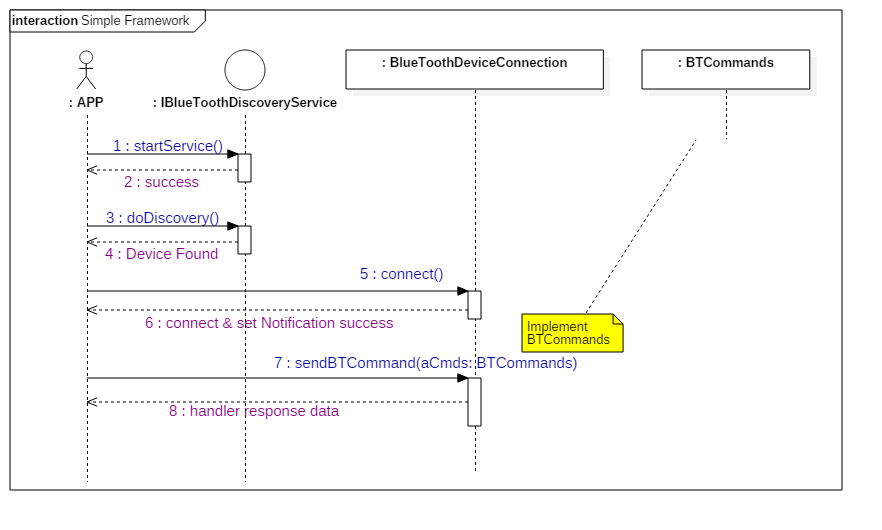 interaction Simple Framework
: APP
: IBlueToothDiscoveryService
: BlueToothDeviceConnection
: BTCommands
1 : startService()
2 : success
3 : doDiscovery()
4 : Device Found
5 : connect()
6 : connect & set Notification success
Implement
BTCommands
7 : sendBTCommand(aCmds: BTCommands)
8 : handler response data